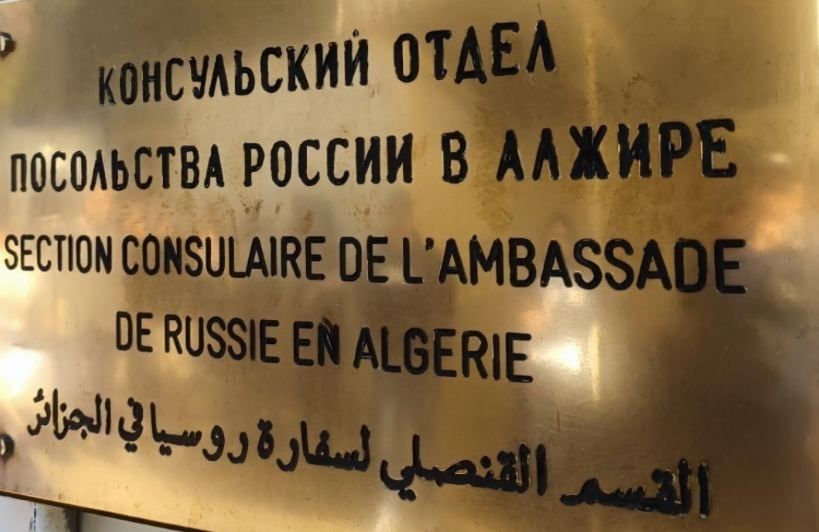 КОНСУЛЬСКИЙ ОТДЕЛ
ПОСОЛЬСТВА РОССИИ В АЛЖИРЕ
SECTION CONSULAIRE DE L'AMBASSADE
DE RUSSIE EN ALGERIE
القسم القنصلي لسفارة روسيا في الجزائر